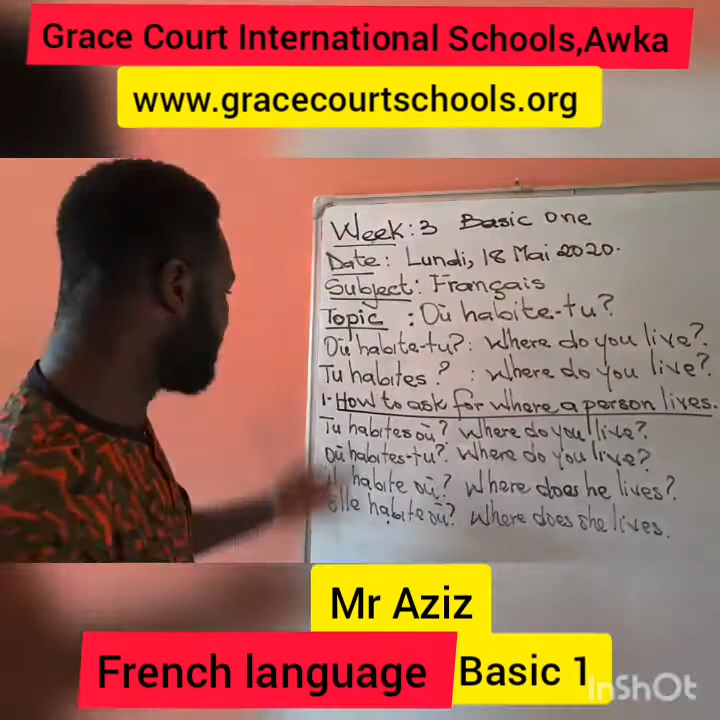 Grace Court International Schools,Awka
www.gracecourtschools.org
Week: 3 Basic One
Date: Lundi, 18 Mai 2020.
Subject: Français
Topic : Où habite-tu?
Où habite-tu?: Where do you live?.
Tu habites? : Where do you live?.
1. How to ask for where a person lives.
Tu habites où? Where do you live?
Où habites-tu? Where do you live?
habite où? Where does he lives?
Elle habite où? Where does she lives.
Mr Aziz
French language Basic 1
InShOt